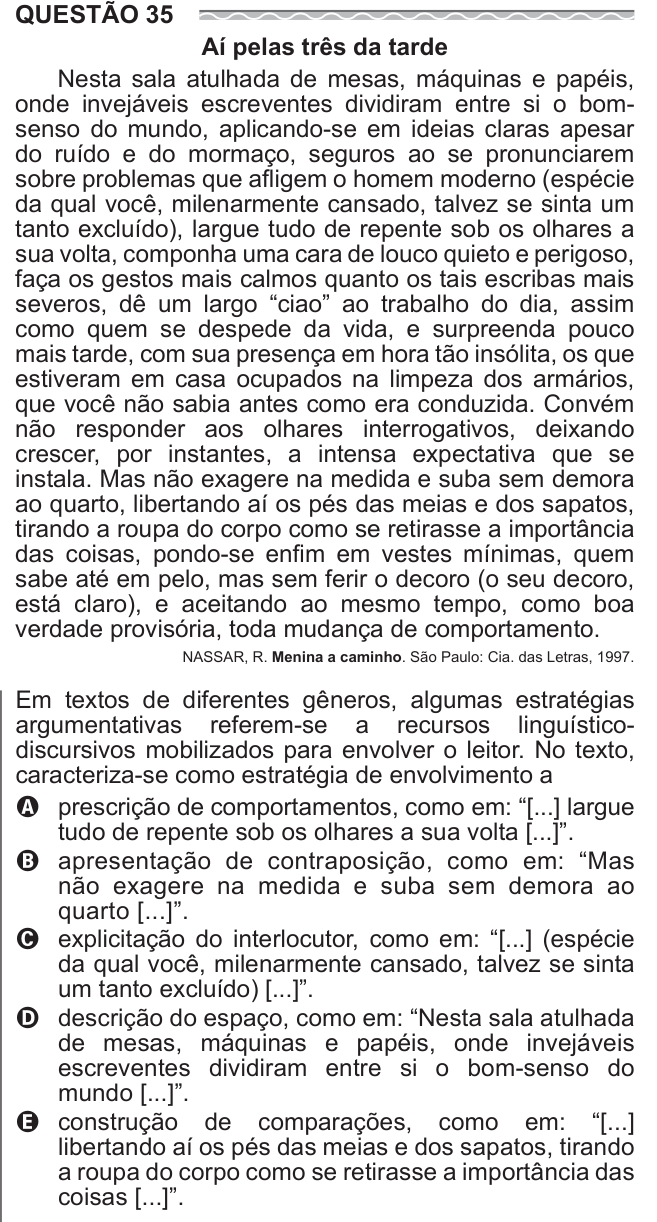 QUESTÃO 35
Aí pelas três da tarde
Nesta sala atulhada de mesas, máquinas e papéis,
onde invejáveis escreventes dividiram entre si o bom-
senso do mundo, aplicando-se em ideias claras apesar
do ruído e do mormaço, seguros ao se pronunciarem
sobre problemas que afligem o homem moderno (espécie
da qual você, milenarmente cansado, talvez se sinta um
tanto excluído), largue tudo de repente sob os olhares a
sua volta, componha uma cara de louco quieto e perigoso,
faça os gestos mais calmos quanto os tais escribas mais
severos, dê um largo “ciao” ao trabalho do dia, assim
como quem se despede da vida, e surpreenda pouco
mais tarde, com sua presença em hora tão insólita, os que
estiveram em casa ocupados na limpeza dos armários,
que você não sabia antes como era conduzida. Convém
não responder aos olhares interrogativos, deixando
crescer, por instantes, a intensa expectativa que se
instala. Mas não exagere na medida e suba sem demora
ao quarto, libertando aí os pés das meias e dos sapatos,
tirando a roupa do corpo como se retirasse a importância
das coisas, pondo-se enfim em vestes mínimas, quem
sabe até em pelo, mas sem ferir o decoro (o seu decoro,
está claro), e aceitando ao mesmo tempo, como boa
verdade provisória, toda mudança de comportamento.
NASSAR, R. Menina a caminho. São Paulo: Cia. das Letras, 1997.
Em textos de diferentes gêneros, algumas estratégias
argumentativas referem-se a recursos linguístico-
discursivos mobilizados para envolver o leitor. No texto,
caracteriza-se como estratégia de envolvimento a
A prescrição de comportamentos, como em: “[...] largue
tudo de repente sob os olhares a sua volta [...]”.
B apresentação de contraposição, como em: “Mas
não exagere na medida e suba sem demora ao
quarto [...]”.
C explicitação do interlocutor, como em: “[...] (espécie
da qual você, milenarmente cansado, talvez se sinta
um tanto excluído) [...]”.
D descrição do espaço, como em: “Nesta sala atulhada
de mesas, máquinas e papéis, onde invejáveis
escreventes dividiram entre si o bom-senso do
mundo [...]”.
E construção de comparações, como em: “[...]
libertando aí os pés das meias e dos sapatos, tirando
a roupa do corpo como se retirasse a importância das
coisas [...]”.